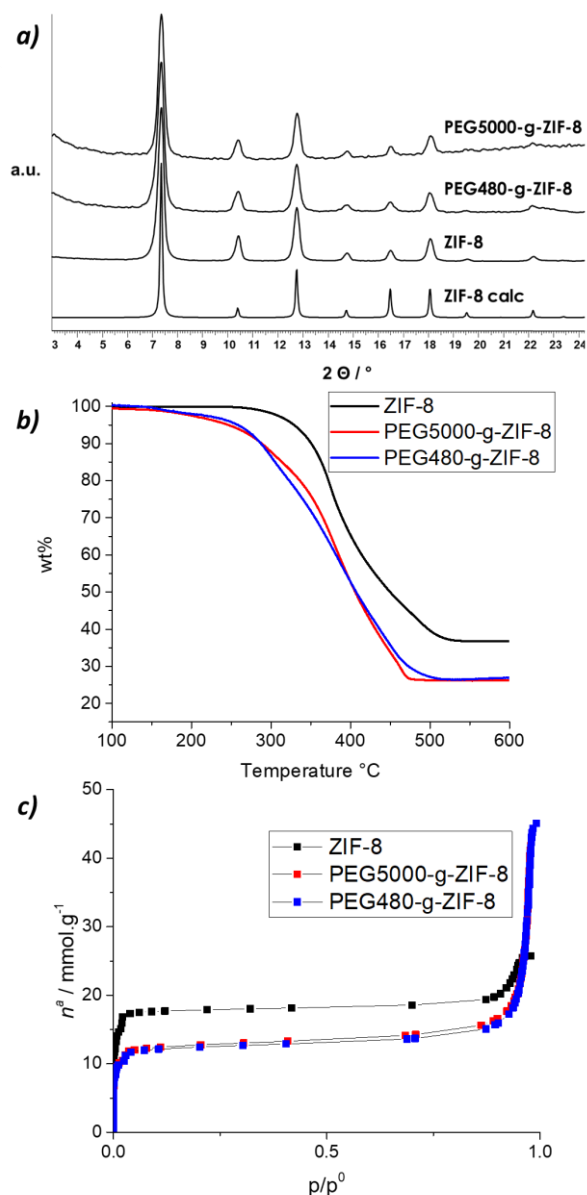 a)
PEG5000-g-ZIF-8
a.u.
PEG480-g-ZIF-8
ZIF-8
ZIF-8 calc
3 4 5 6 7 8 9 10 11 12 13 14 15 16 17 18 19 20 21 22 23 24
2 Θ / °
b)
100
ZIF-8
90
PEG5000-g-ZIF-8
PEG480-g-ZIF-8
80
70
60
wt%
50
40
30
20
100 200 300 400 500 600
Temperature °C
c)
50
40
ZIF-8
PEG5000-g-ZIF-8
PEG480-g-ZIF-8
30
nᵃ / mmol.g⁻¹
20
10
0
0.0 0.5 1.0
p/p⁰